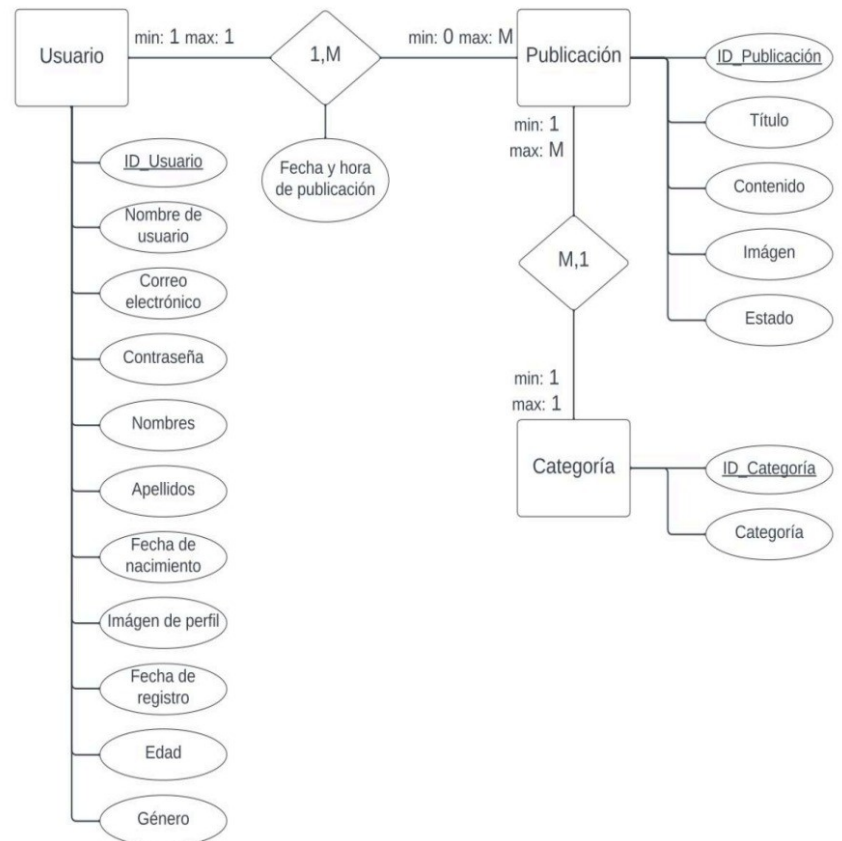 Usuario
min: 1 max: 1
1,M
min: 0 max: M
Publicación
ID_Publicación
Título
Contenido
Imágen
Estado
Fecha y hora
de publicación
min: 1
max: M
M,1
min: 1
max: 1
Categoría
ID_Categoría
Categoría
ID_Usuario
Nombre de
usuario
Correo
electrónico
Contraseña
Nombres
Apellidos
Fecha de
nacimiento
Imágen de perfil
Fecha de
registro
Edad
Género